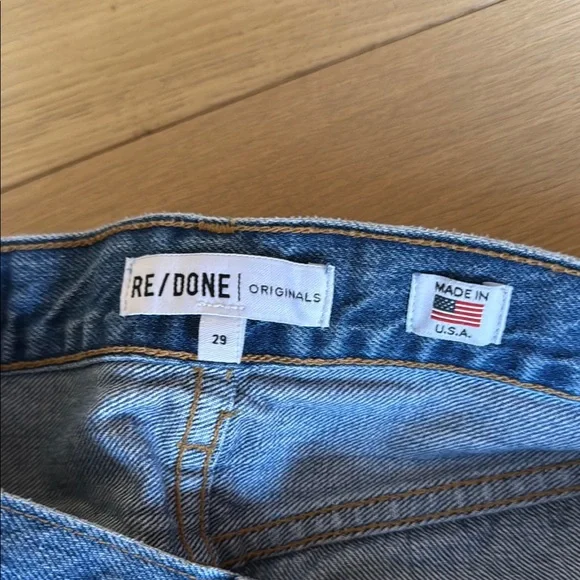 RE/DONE | ORIGINALS
29
MADE IN
U.S.A.